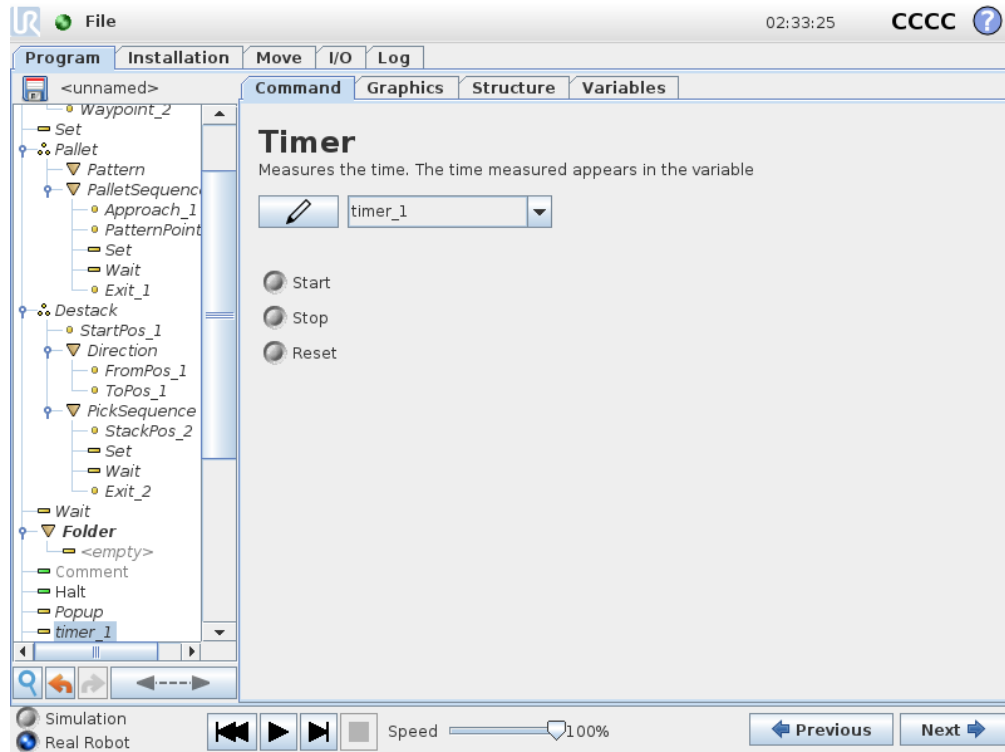 UR File 02:33:25 CCCC ?
Program Installation Move I/O Log
<unnamed>
Command Graphics Structure Variables
Waypoint_2
Set
Pallet
Pattern
PalletSequenc
Approach_1
PatternPoint
Set
Wait
Exit_1
Destack
StartPos_1
Direction
FromPos_1
ToPos_1
PickSequence
StackPos_2
Set
Wait
Exit_2
Wait
Folder
<empty>
Comment
Halt
Popup
timer_1
Timer
Measures the time. The time measured appears in the variable
timer_1
Start
Stop
Reset
Simulation
Real Robot
Speed 100%
Previous Next